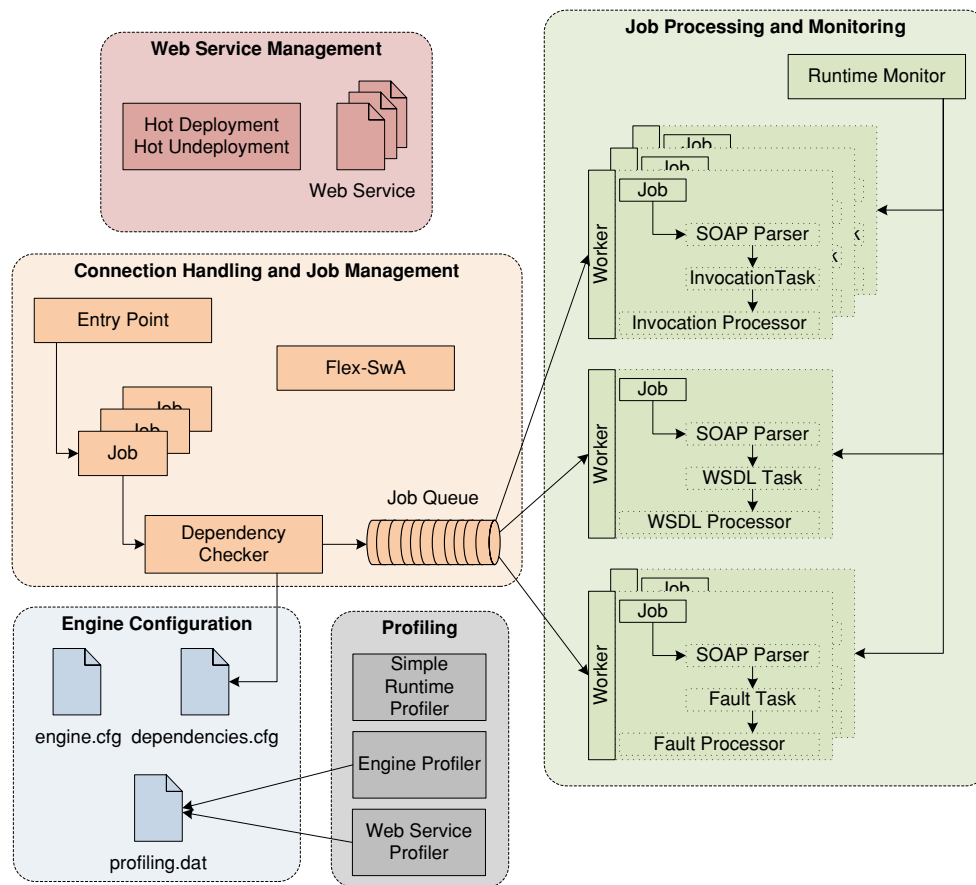 Web Service Management
Hot Deployment
Hot Undeployment
Web Service
Connection Handling and Job Management
Entry Point
Flex-SwA
Job
Job
Job
Job Queue
Dependency
Checker
Engine Configuration
engine.cfg
dependencies.cfg
profiling.dat
Profiling
Simple
Runtime
Profiler
Engine Profiler
Web Service
Profiler
Job Processing and Monitoring
Runtime Monitor
Job
Job
Worker
Job
SOAP Parser
InvocationTask
Invocation Processor
Worker
Job
SOAP Parser
WSDL Task
WSDL Processor
Job
Worker
Job
SOAP Parser
Fault Task
Fault Processor